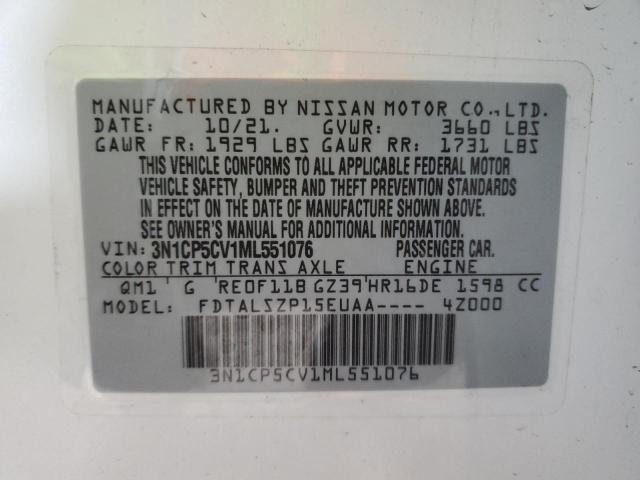 MANUFACTURED BY NISSAN MOTOR CO.,LTD.
DATE: 10/21. GVWR: 3660 LBS
GAWR FR: 1929 LBS GAWR RR: 1731 LBS
THIS VEHICLE CONFORMS TO ALL APPLICABLE FEDERAL MOTOR
VEHICLE SAFETY, BUMPER AND THEFT PREVENTION STANDARDS
IN EFFECT ON THE DATE OF MANUFACTURE SHOWN ABOVE.
SEE OWNER'S MANUAL FOR ADDITIONAL INFORMATION.
VIN: 3N1CP5CV1ML551076 PASSENGER CAR.
COLOR TRIM TRANS AXLE ENGINE
QM1 ' G ' RE0F11B GZ39'HR16DE 1598 CC
MODEL: FDTALSZP15EUAA---- 4Z000
3N1CP5CV1ML551076